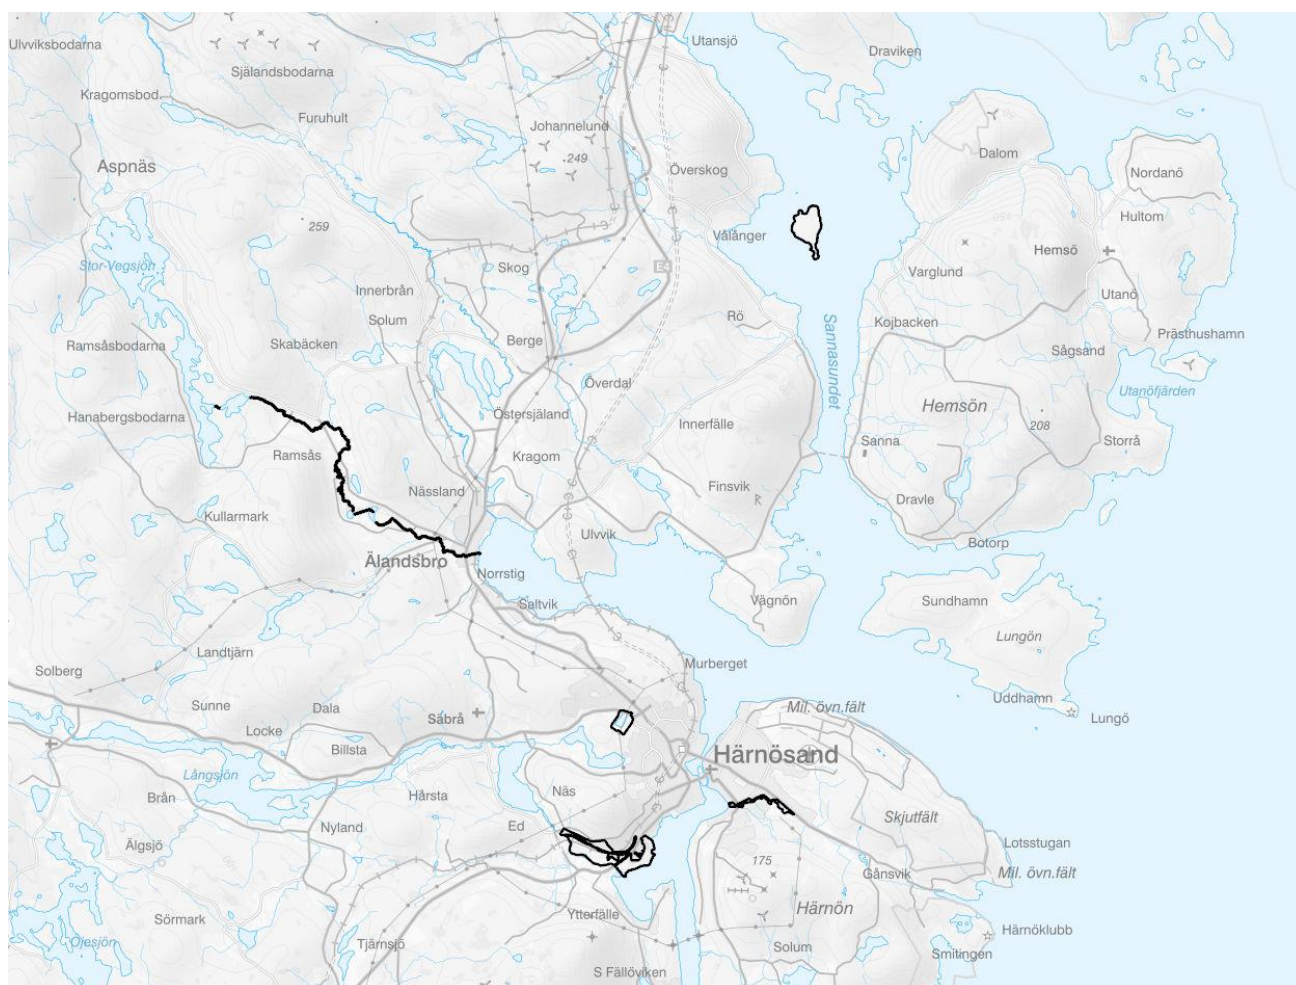 Utansjö
Ulvviksbodarna
Draviken
Själandsbodarna
Kragomsbod.
Furuhult
Johannelund
249
Dalom
Aspnäs
Överskog
Nordanö
259
Hultom
Vålånger
Hemsö
Stor-Vegsjön
Skog
E4
Varglund
Innerbrån
Utanö
Solum
Rö
Kojbacken
Sannasundet
Prästhushamn
Ramsåsbodarna
Skabäcken
Berge
Sågsand
Överdal
Utanöfjärden
Hemsön
Hanabergsbodarna
Östersjäland
Innerfälle
208
Storrå
Sanna
Ramsås
Kragom
Finsvik
Nässland
Dravle
Kullarmark
Ulvvik
Botorp
Älandsbro
Norrstig
Vägnön
Sundhamn
Saltvik
Lungön
Landtjärn
Murberget
Solberg
Uddhamn
Sunne
Dala
Säbrå
Mil. övn.fält
Lungö
Locke
Billsta
Härnösand
Långsjön
Brån
Hårsta
Näs
Nyland
Ed
Skjutfält
Älgsjö
Lotsstugan
175
Gånsvik
Mil. övn.fält
Härnön
Sörmark
Ytterfälle
Härnöklubb
Öjesjön
Tjärnsjö
Solum
Smitingen
S Fällöviken